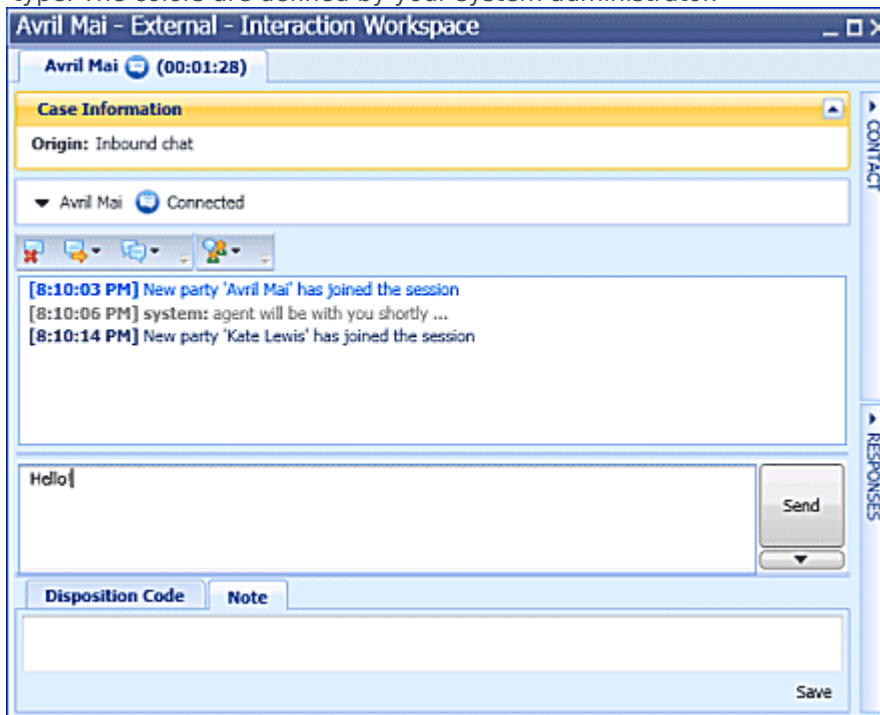 type. The colors are defined by your system administrator.
Avril Mai - External - Interaction Workspace
Avril Mai (00:01:28)
Case Information
Origin: Inbound chat
CONTACT
Avril Mai Connected
[8:10:03 PM] New party 'Avril Mai' has joined the session
[8:10:06 PM] system: agent will be with you shortly ...
[8:10:14 PM] New party 'Kate Lewis' has joined the session
RESPONSES
Hello!
Send
Disposition Code Note
Save